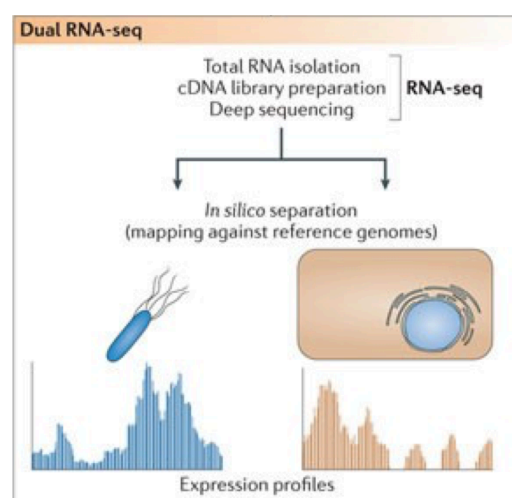 Dual RNA-seq
Total RNA isolation
cDNA library preparation
Deep sequencing
RNA-seq
In silico separation
(mapping against reference genomes)
Expression profiles